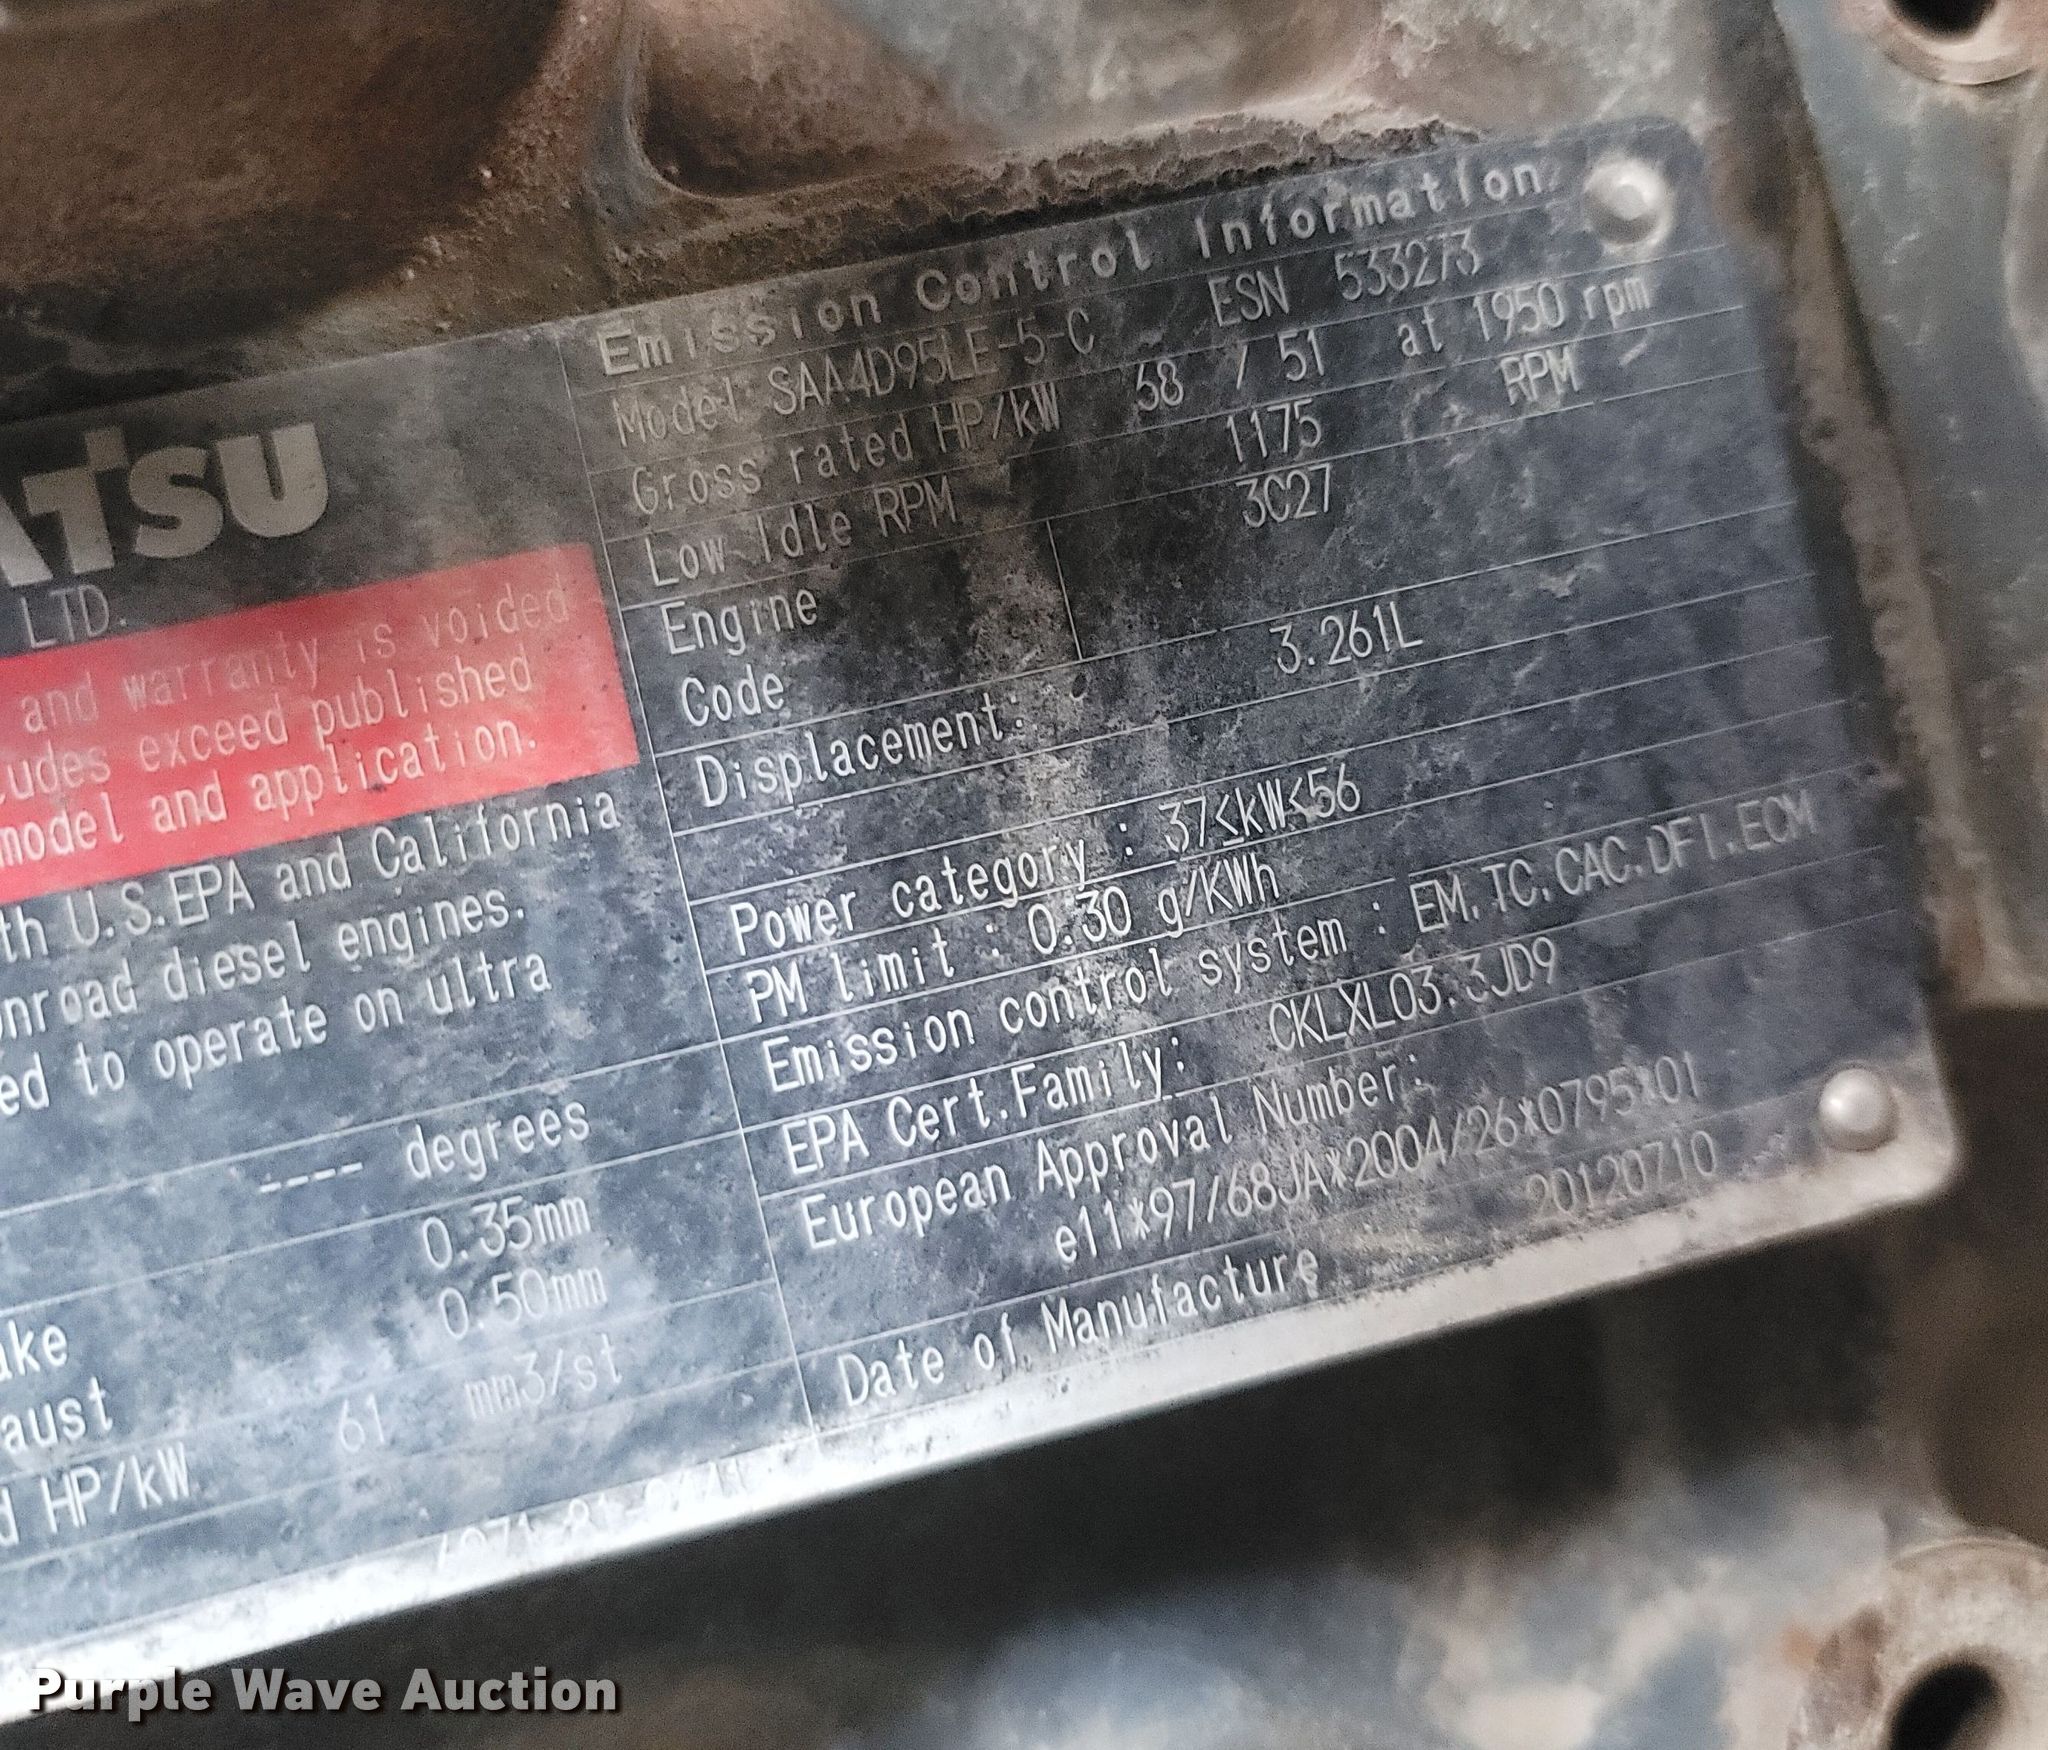 ATSU
LTD.
and warranty is voided
ludes exceed published
model and application.
th U.S.EPA and California
nroad diesel engines.
ed to operate on ultra
---- degrees
0.35mm
ake 0.50mm
aust
d HP/kW 61 mm3/st
Emission Control Information
Model SAA4D95LE-5-C ESN 533273
Gross rated HP/kW 68 / 51 at 1950 rpm
Low Idle RPM 1175 RPM
Engine 3C27
Code
Displacement: 3.261L
Power category : 37≤kW<56
PM limit : 0.30 g/KWh
Emission control system : EM.TC.CAC.DFI.ECM
EPA Cert.Family: CKLXL03.3JD9
European Approval Number:
e11*97/68JA*2004/26*0795*01
Date of Manufacture 20120710
Purple Wave Auction